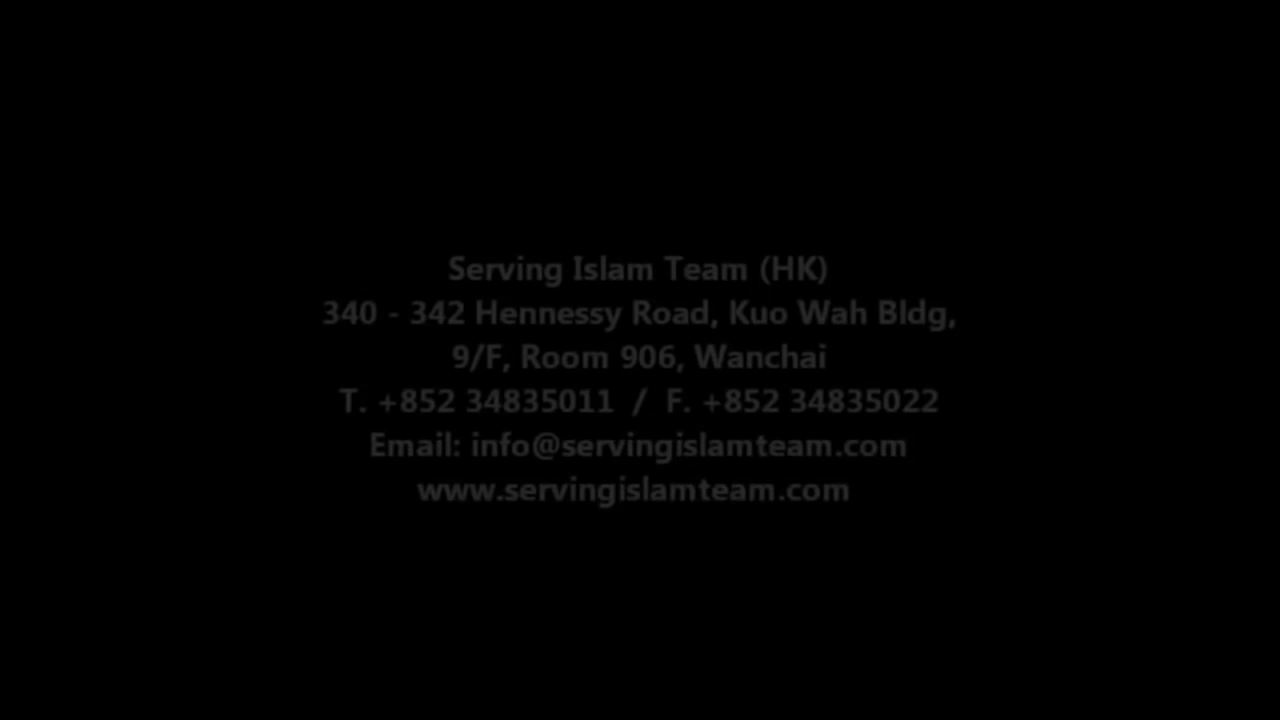 Serving Islam Team (HK)
340 - 342 Hennessy Road, Kuo Wah Bldg,
9/F, Room 906, Wanchai
T. +852 34835011 / F. +852 34835022
Email: info@servingislamteam.com
www.servingislamteam.com